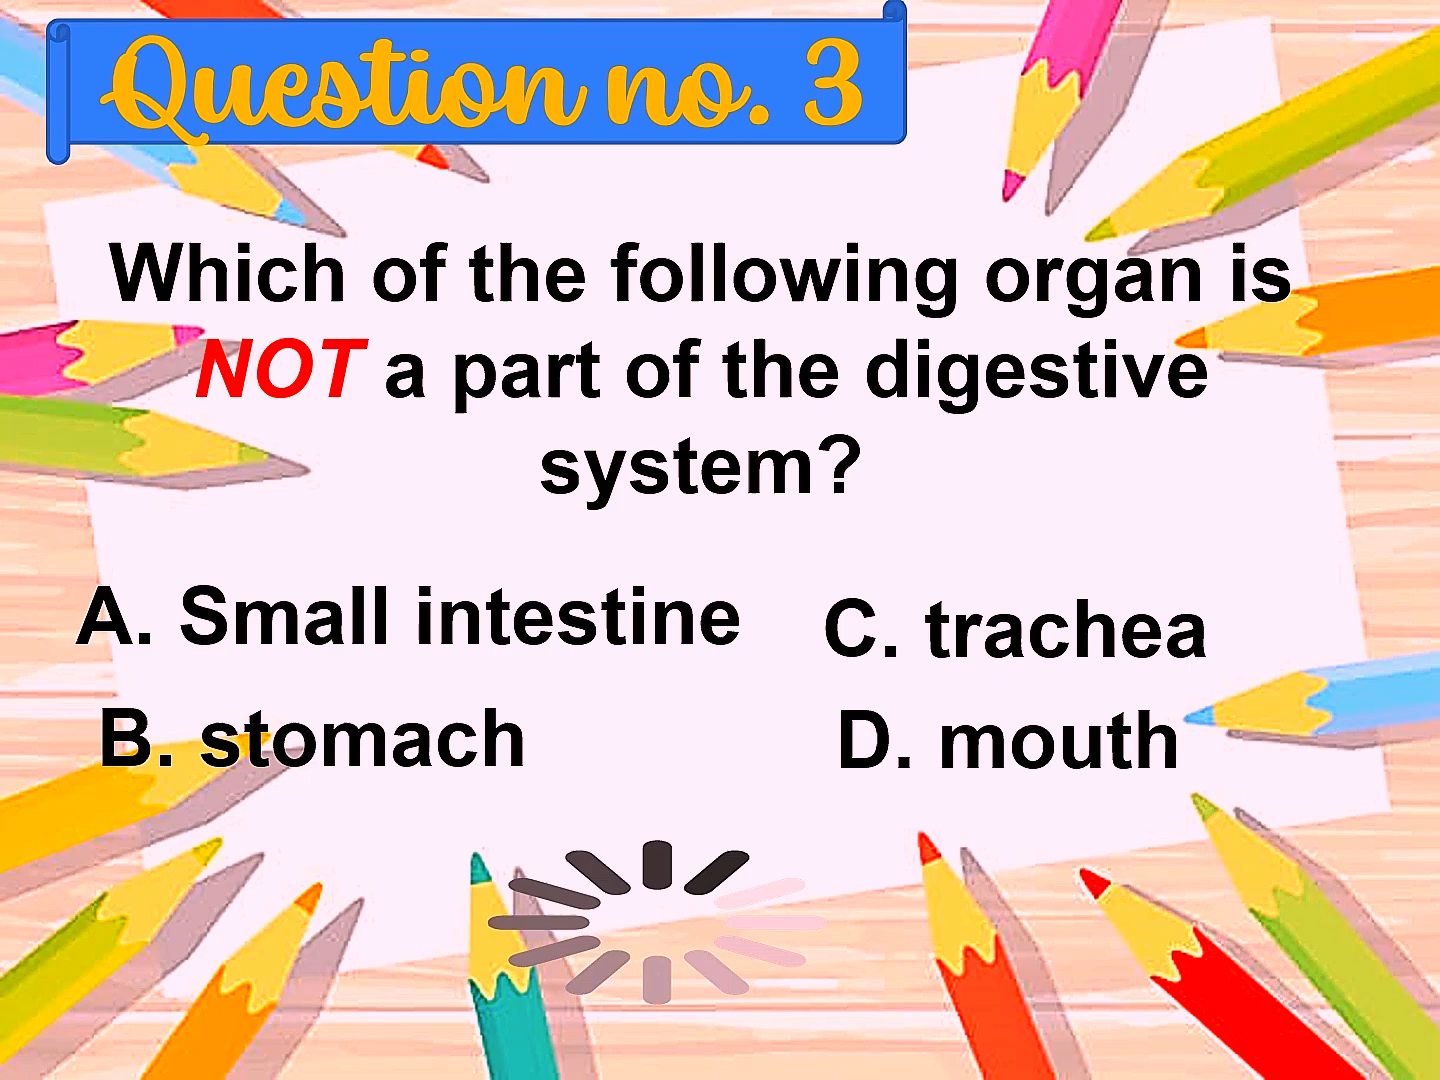 Question no. 3
Which of the following organ is
NOT a part of the digestive
system?
A. Small intestine
C. trachea
B. stomach
D. mouth